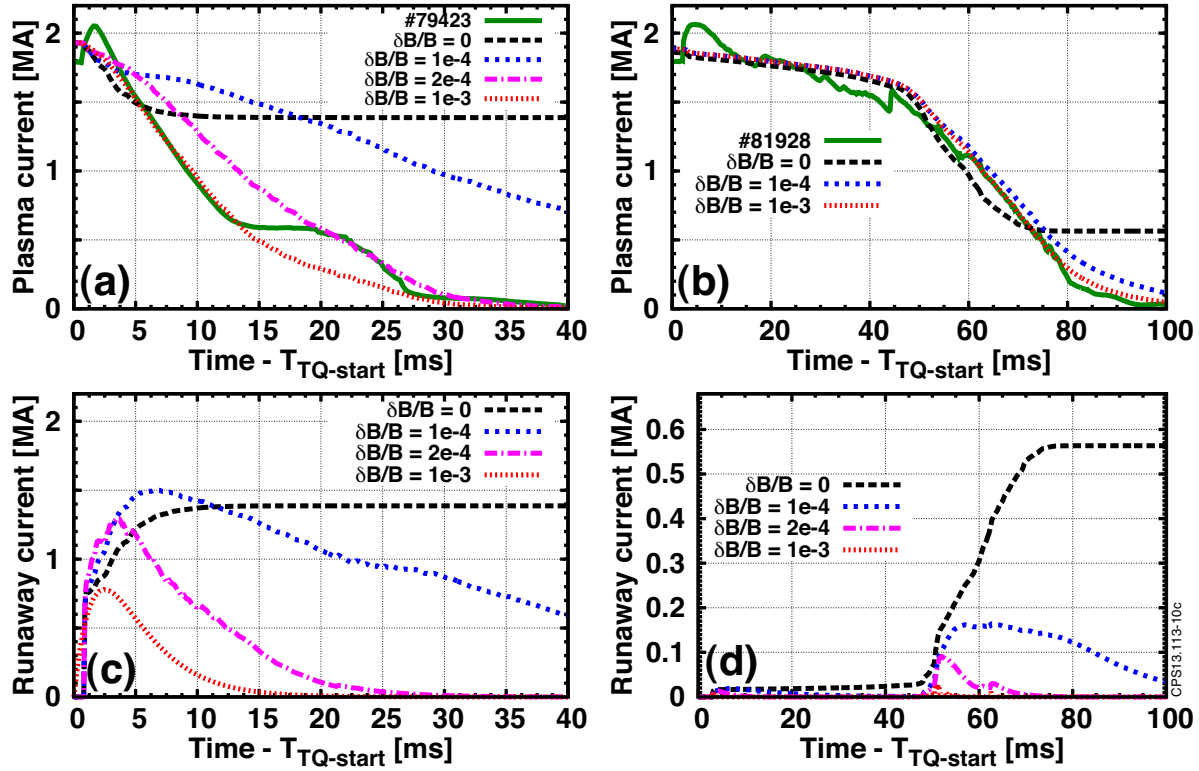 Plasma current [MA]
2
1
0
#79423
δB/B = 0
δB/B = 1e-4
δB/B = 2e-4
δB/B = 1e-3
(a)
0 5 10 15 20 25 30 35 40
Time - T_TQ-start [ms]
Plasma current [MA]
2
1
0
#81928
δB/B = 0
δB/B = 1e-4
δB/B = 1e-3
(b)
0 20 40 60 80 100
Time - T_TQ-start [ms]
Runaway current [MA]
2
1
0
δB/B = 0
δB/B = 1e-4
δB/B = 2e-4
δB/B = 1e-3
(c)
0 5 10 15 20 25 30 35 40
Time - T_TQ-start [ms]
Runaway current [MA]
0.6
0.5
0.4
0.3
0.2
0.1
0
δB/B = 0
δB/B = 1e-4
δB/B = 2e-4
δB/B = 1e-3
(d)
0 20 40 60 80 100
Time - T_TQ-start [ms]
CPS13.113-10c